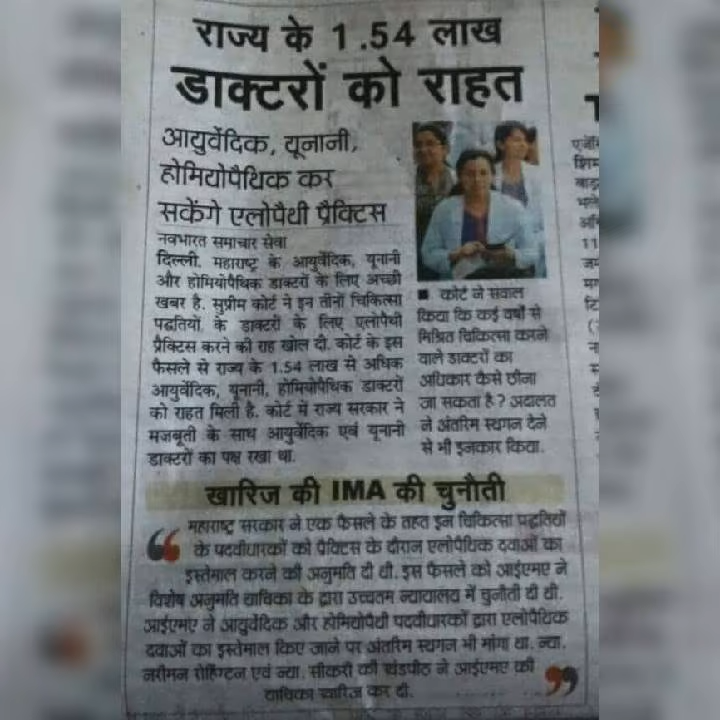 राज्य के 1.54 लाख
डाक्टरों को राहत
आयुर्वेदिक, यूनानी,
होमियोपैथिक कर
सकेंगे एलोपैथी प्रैक्टिस
नवभारत समाचार सेवा
दिल्ली. महाराष्ट्र के आयुर्वेदिक, यूनानी
और होमियोपैथिक डाक्टरों के लिए अच्छी
खबर है. सुप्रीम कोर्ट ने इन तीनों चिकित्सा
पद्धतियों के डाक्टरों के लिए एलोपैथी
प्रैक्टिस करने की राह खोल दी. कोर्ट के इस
फैसले से राज्य के 1.54 लाख से अधिक
आयुर्वेदिक, यूनानी, होमियोपैथिक डाक्टरों
को राहत मिली है. कोर्ट में राज्य सरकार ने
मजबूती के साथ आयुर्वेदिक एवं यूनानी
डाक्टरों का पक्ष रखा था.
■ कोर्ट ने सवाल
किया कि कई वर्षों से
मिश्रित चिकित्सा करने
वाले डाक्टरों का
अधिकार कैसे छीना
जा सकता है? अदालत
ने अंतरिम स्थगन देने
से भी इनकार किया.
खारिज की IMA की चुनौती
महाराष्ट्र सरकार ने एक फैसले के तहत इन चिकित्सा पद्धतियों
के पदवीधारकों को प्रैक्टिस के दौरान एलोपैथिक दवाओं का
इस्तेमाल करने की अनुमति दी थी. इस फैसले को आईएमए ने
विशेष अनुमति याचिका के द्वारा उच्चतम न्यायालय में चुनौती दी थी.
आईएमए ने आयुर्वेदिक और होमियोपैथी पदवीधारकों द्वारा एलोपैथिक
दवाओं का इस्तेमाल किए जाने पर अंतरिम स्थगन भी मांगा था. न्या.
नरीमन रोहिंग्टन एवं न्या. सीकरी की खंडपीठ ने आईएमए की
याचिका खारिज कर दी.